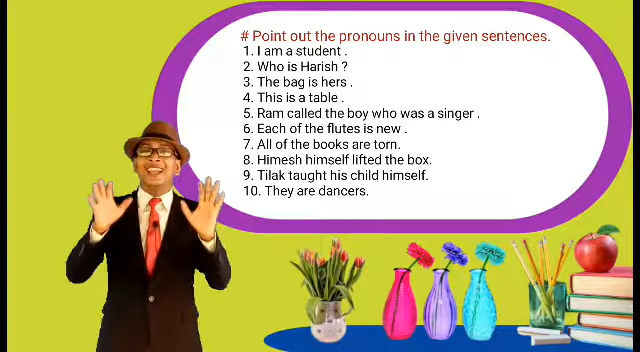 # Point out the pronouns in the given sentences.
1. I am a student .
2. Who is Harish ?
3. The bag is hers .
4. This is a table .
5. Ram called the boy who was a singer .
6. Each of the flutes is new .
7. All of the books are torn.
8. Himesh himself lifted the box.
9. Tilak taught his child himself.
10. They are dancers.